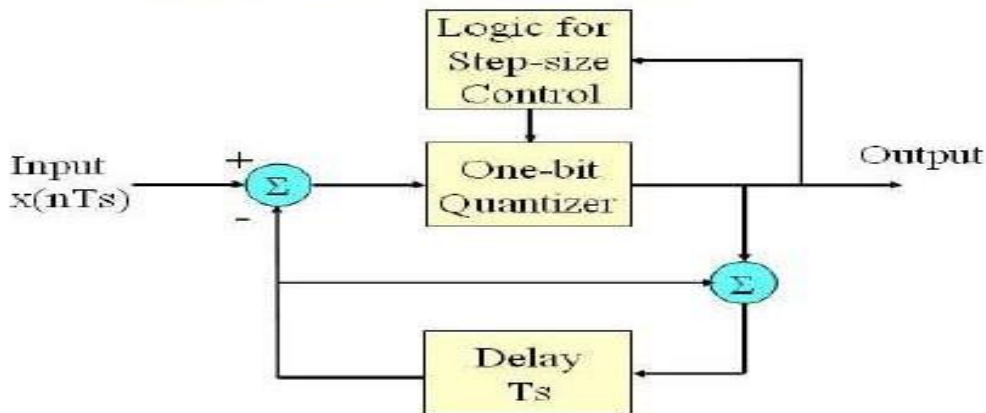 Logic for
Step-size
Control
Input
x(nTs)
+
Σ
-
One-bit
Quantizer
Output
Σ
Delay
Ts